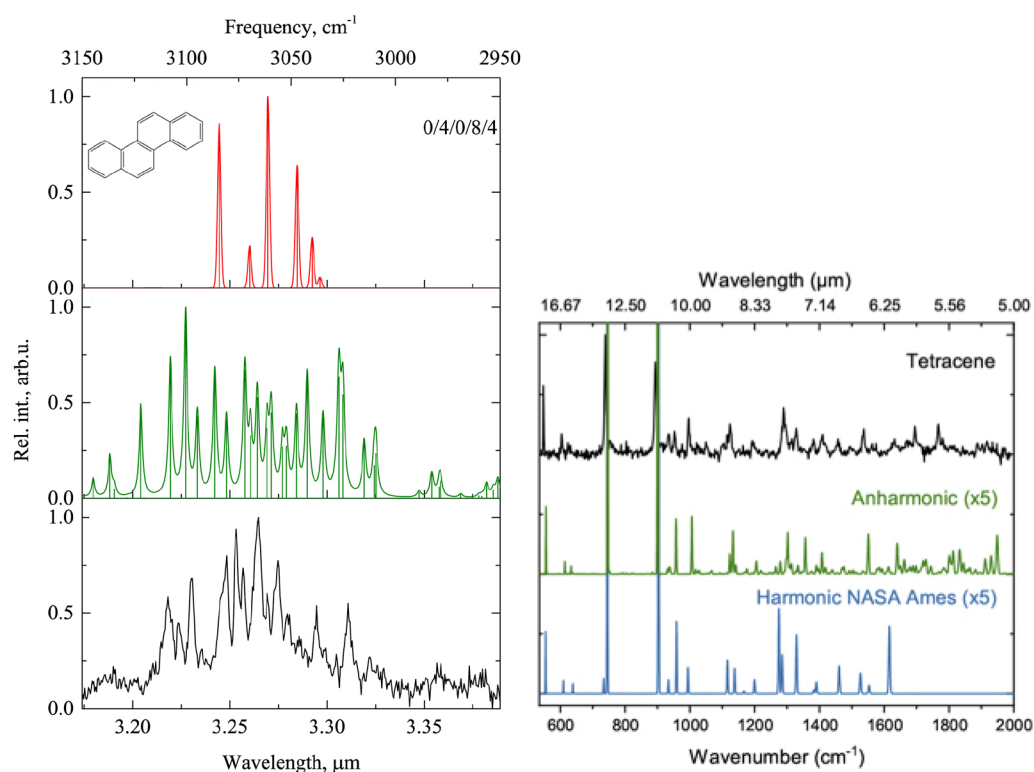 Frequency, cm-1
3150 3100 3050 3000 2950
1.0
0/4/0/8/4
0.5
0.0
1.0
Rel. int., arb.u.
0.5
0.0
1.0
0.5
0.0
3.20 3.25 3.30 3.35
Wavelength, μm
Wavelength (μm)
16.67 12.50 10.00 8.33 7.14 6.25 5.56 5.00
Tetracene
Anharmonic (x5)
Harmonic NASA Ames (x5)
600 800 1000 1200 1400 1600 1800 2000
Wavenumber (cm-1)